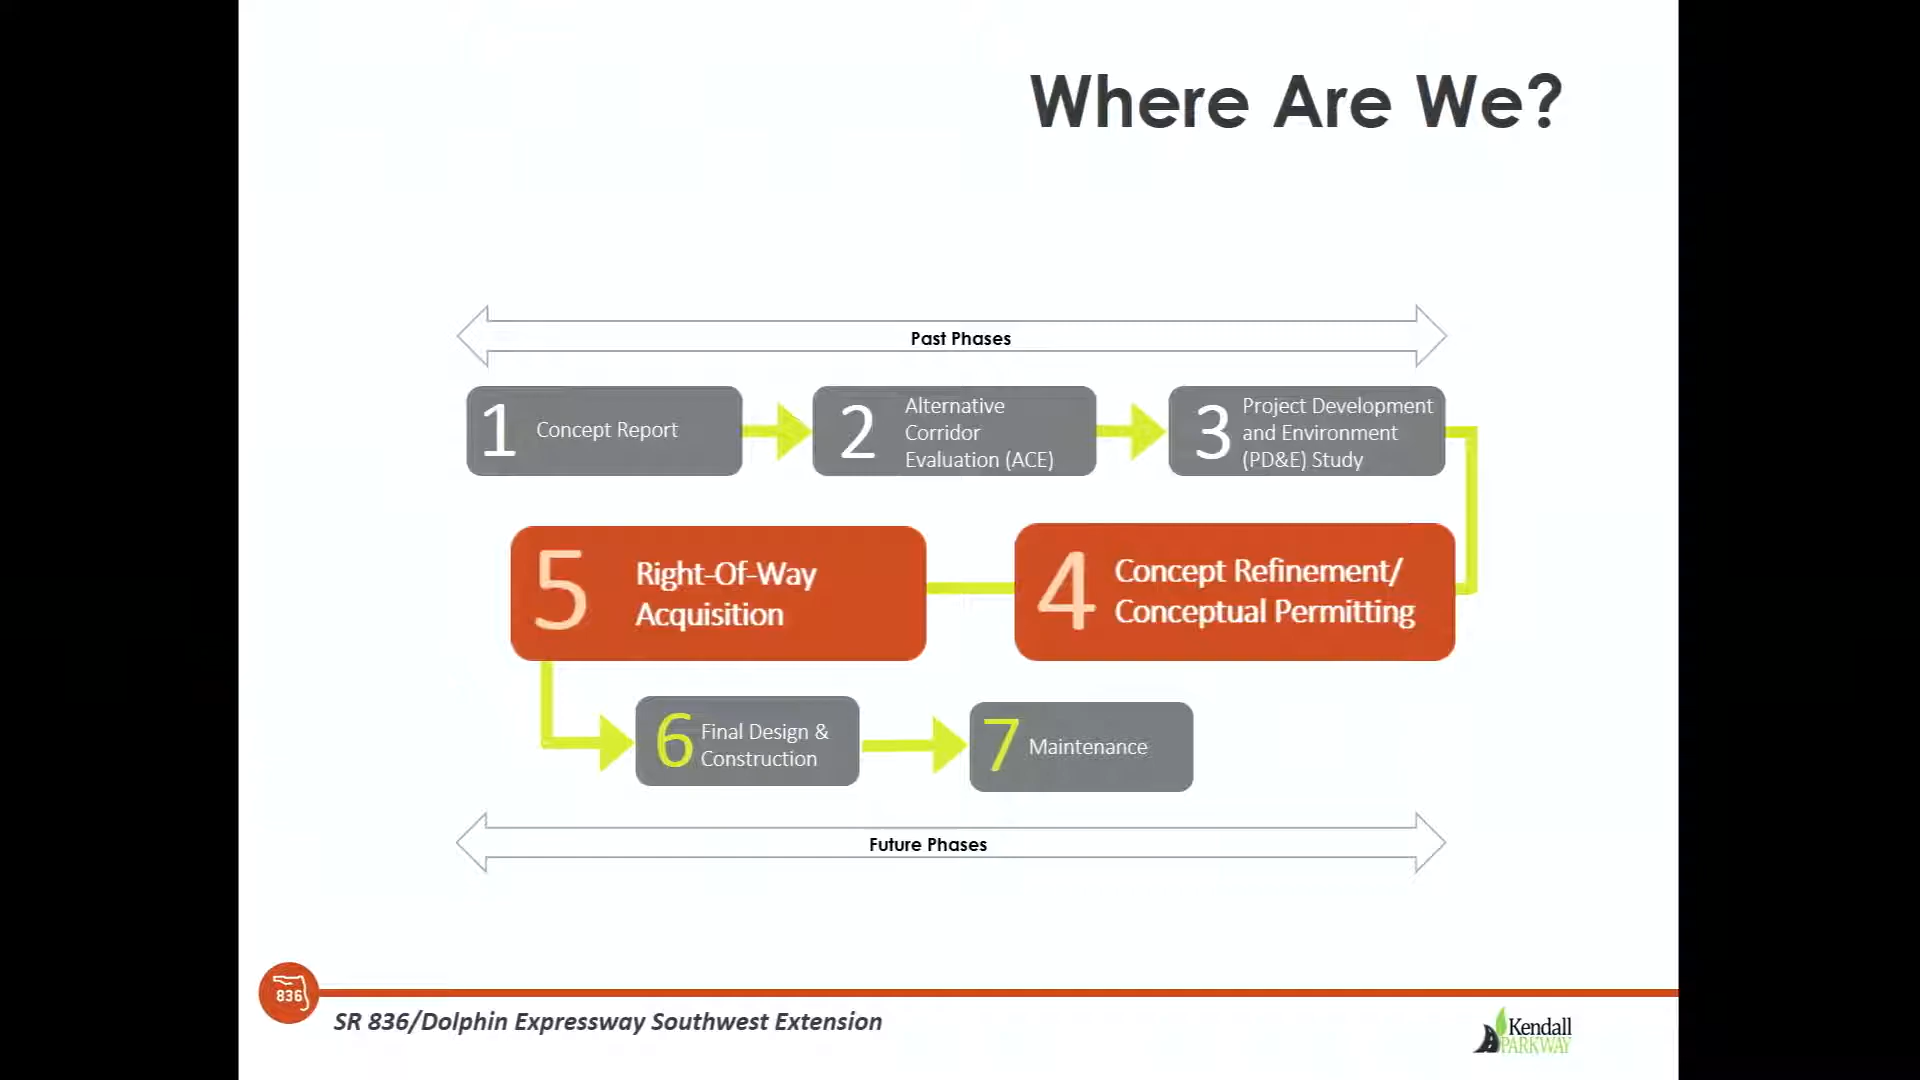 Where Are We?
Past Phases
1
Concept Report
2
Alternative
Corridor
Evaluation (ACE)
3
Project Development
and Environment
(PD&E) Study
4
Concept Refinement/
Conceptual Permitting
5
Right-Of-Way
Acquisition
6
Final Design &
Construction
7
Maintenance
Future Phases
836
SR 836/Dolphin Expressway Southwest Extension
Kendall
PARKWAY